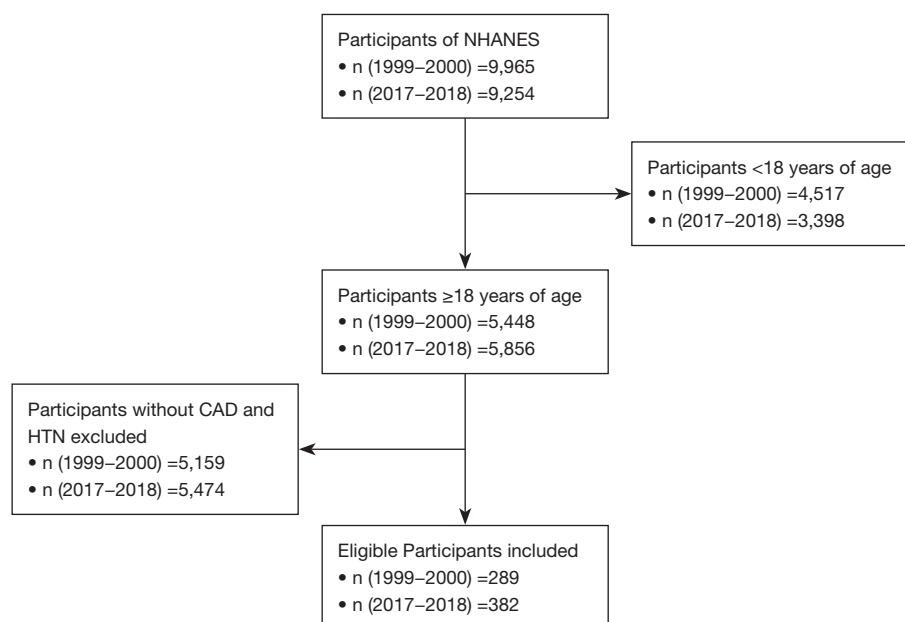 Participants of NHANES
• n (1999–2000) =9,965
• n (2017–2018) =9,254
Participants <18 years of age
• n (1999–2000) =4,517
• n (2017–2018) =3,398
Participants ≥18 years of age
• n (1999–2000) =5,448
• n (2017–2018) =5,856
Participants without CAD and
HTN excluded
• n (1999–2000) =5,159
• n (2017–2018) =5,474
Eligible Participants included
• n (1999–2000) =289
• n (2017–2018) =382